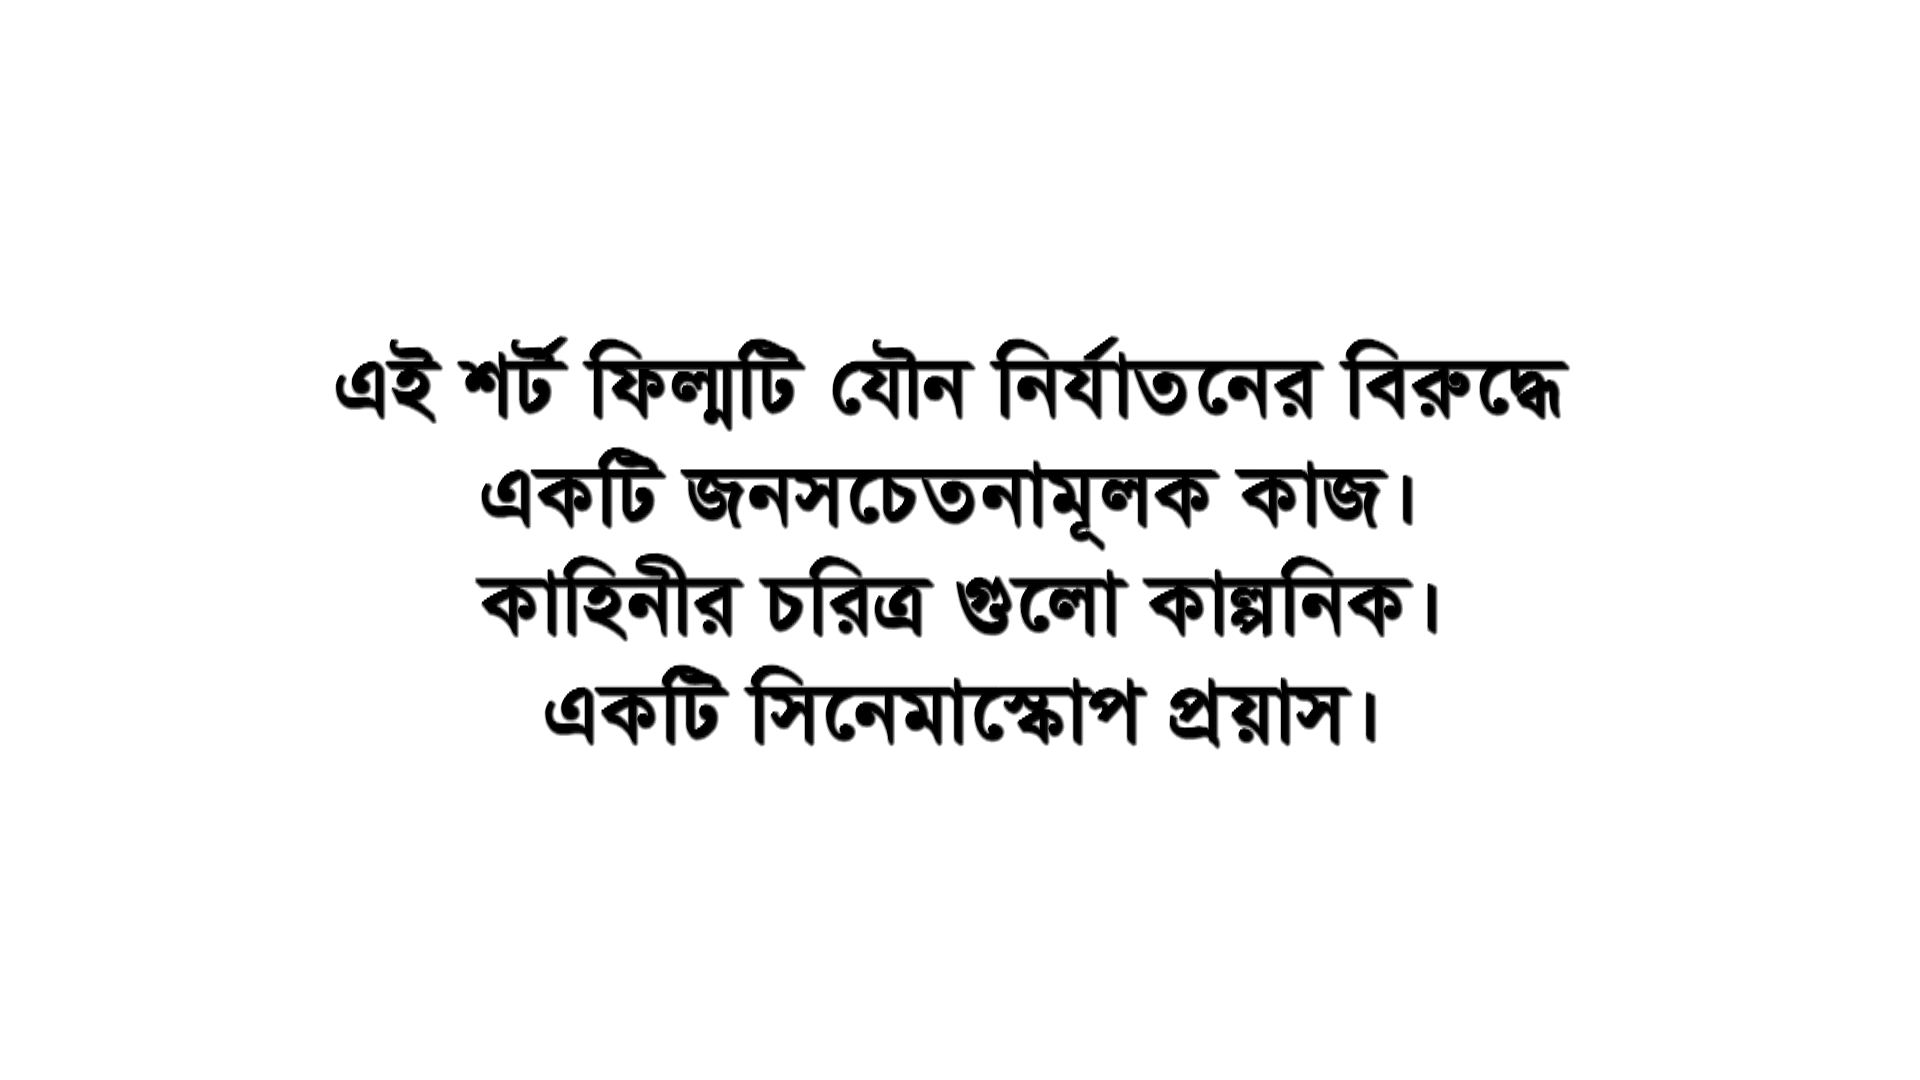 এই শর্ট ফিল্মটি যৌন নির্যাতনের বিরুদ্ধে
একটি জনসচেতনামূলক কাজ।
কাহিনীর চরিত্র গুলো কাল্পনিক।
একটি সিনেমাস্কোপ প্রয়াস।